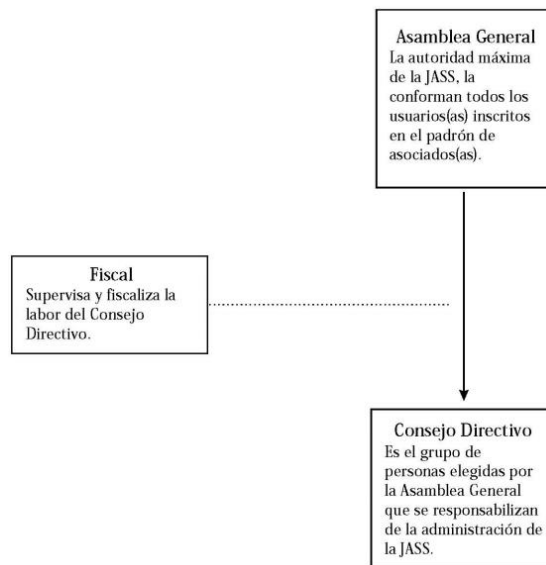 Asamblea General
La autoridad máxima
de la JASS, la
conforman todos los
usuarios(as) inscritos
en el padrón de
asociados(as).
Fiscal
Supervisa y fiscaliza la
labor del Consejo
Directivo.
Consejo Directivo
Es el grupo de
personas elegidas por
la Asamblea General
que se responsabilizan
de la administración de
la JASS.